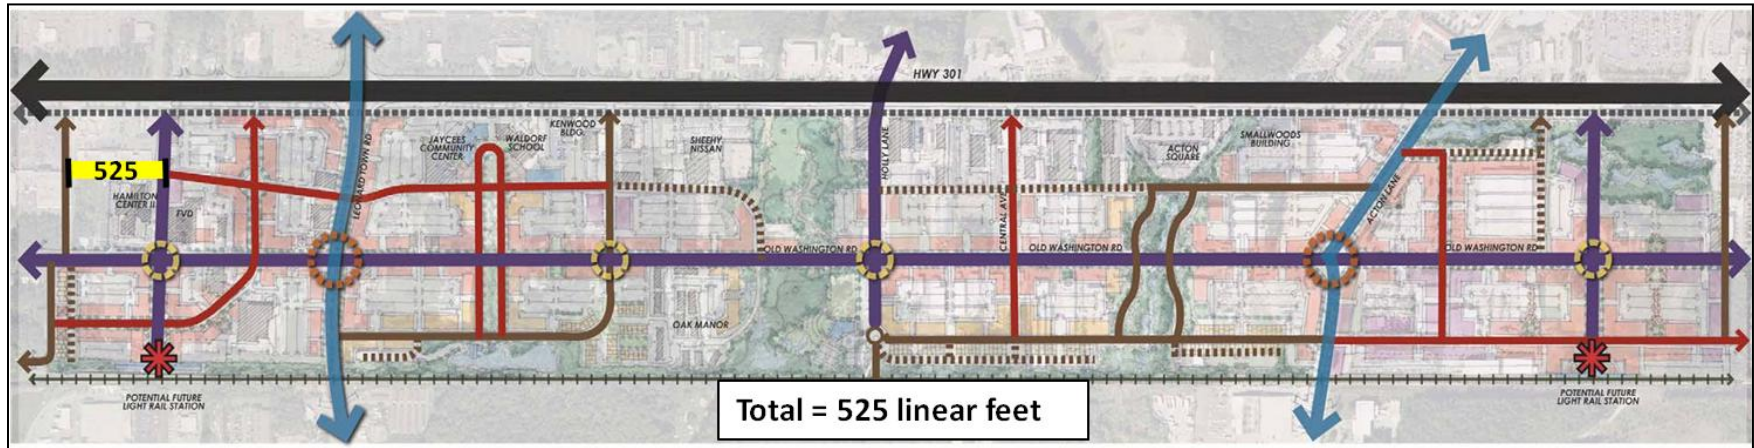 HWY 301
LEONARDTOWN RD
JAYCEES
COMMUNITY
CENTER
WALDORF
SCHOOL
KENWOOD
BLDG.
SHEEHY
NISSAN
HOLLY LANE
CENTRAL AVE
ACTON
SQUARE
SMALLWOODS
BUILDING
ACTON LANE
525
HAMILTON
CENTER II
FVD
OLD WASHINGTON RD
OLD WASHINGTON RD
OLD WASHINGTON RD
OAK MANOR
POTENTIAL FUTURE
LIGHT RAIL STATION
Total = 525 linear feet
POTENTIAL FUTURE
LIGHT RAIL STATION